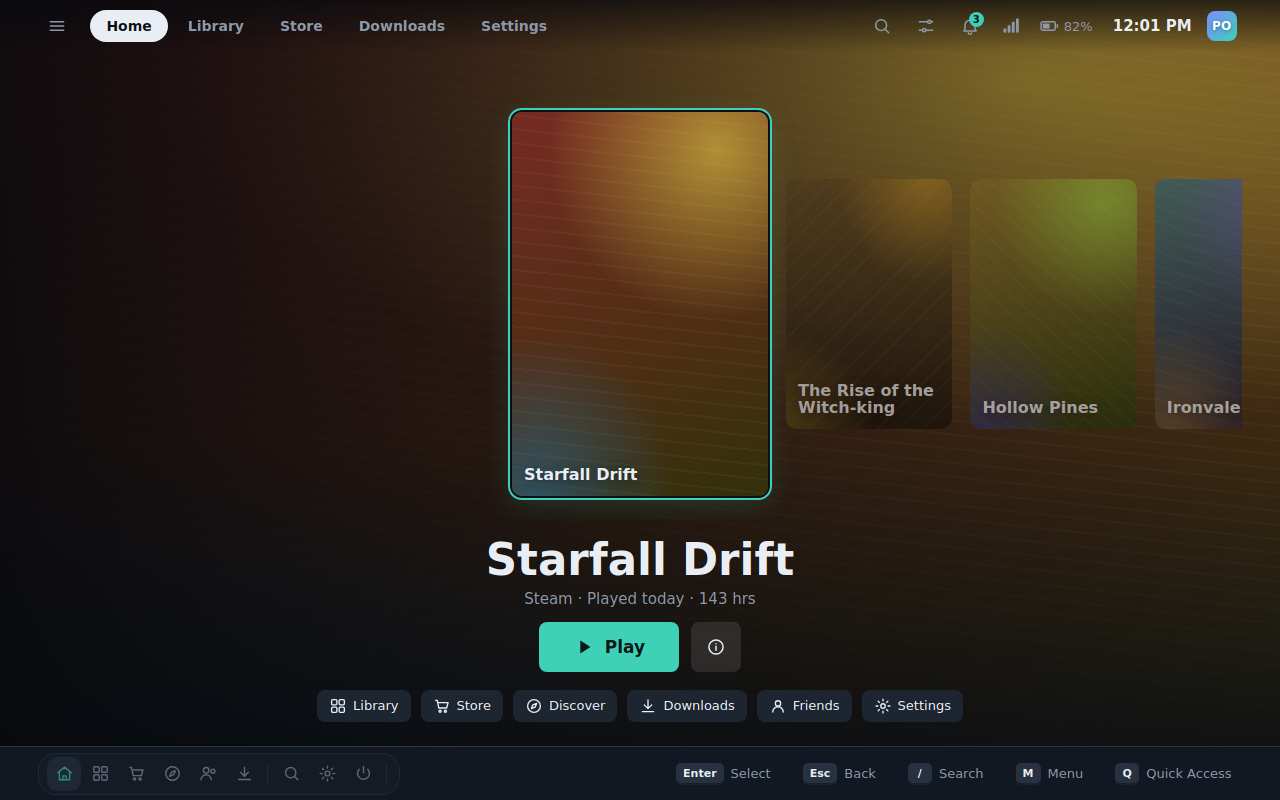 Home
Library
Store
Downloads
Settings
3
82%
12:01 PM
PO
Starfall Drift
The Rise of the
Witch-king
Hollow Pines
Ironvale
Starfall Drift
Steam · Played today · 143 hrs
Play
Library
Store
Discover
Downloads
Friends
Settings
Enter Select
Esc Back
/ Search
M Menu
Q Quick Access